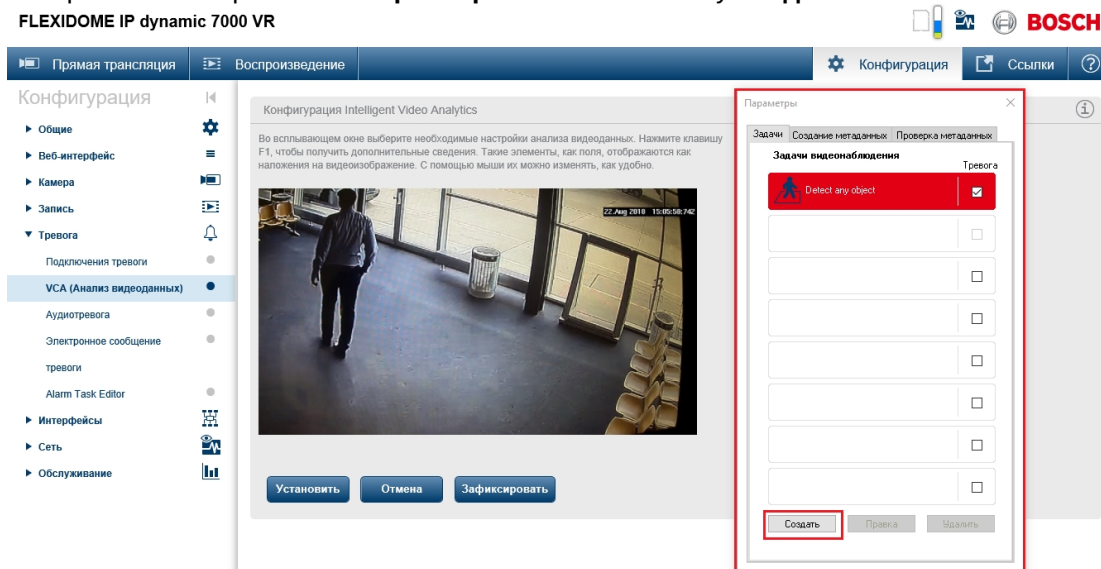 FLEXIDOME IP dynamic 7000 VR
BOSCH
Прямая трансляция
Воспроизведение
Конфигурация
Ссылки
Конфигурация
Общие
Веб-интерфейс
Камера
Запись
Тревога
Подключения тревоги
VCA (Анализ видеоданных)
Аудиотревога
Электронное сообщение
тревоги
Alarm Task Editor
Интерфейсы
Сеть
Обслуживание
Конфигурация Intelligent Video Analytics
Во всплывающем окне выберите необходимые настройки анализа видеоданных. Нажмите клавишу
F1, чтобы получить дополнительные сведения. Такие элементы, как поля, отображаются как
наложения на видеоизображение. С помощью мыши их можно изменять, как удобно.
22.Aug 2018 15:05:58:742
Установить
Отмена
Зафиксировать
Параметры
Задачи
Создание метаданных
Проверка метаданных
Задачи видеонаблюдения
Тревога
Detect any object
Создать
Правка
Удалить